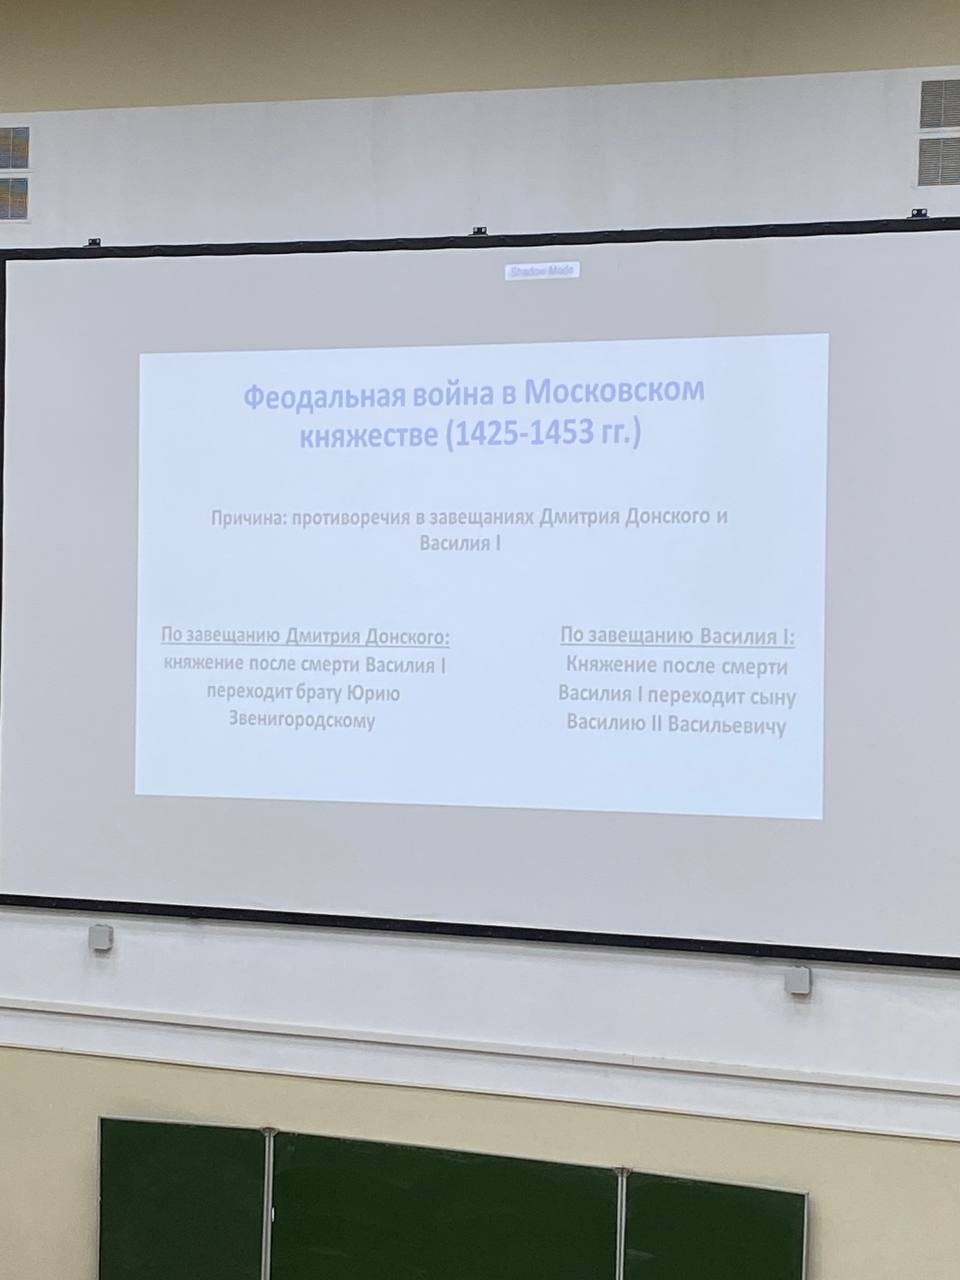 Shadow Mode
Феодальная война в Московском
княжестве (1425-1453 гг.)
Причина: противоречия в завещаниях Дмитрия Донского и
Василия I
По завещанию Дмитрия Донского:
княжение после смерти Василия I
переходит брату Юрию
Звенигородскому
По завещанию Василия I:
Княжение после смерти
Василия I переходит сыну
Василию II Васильевичу